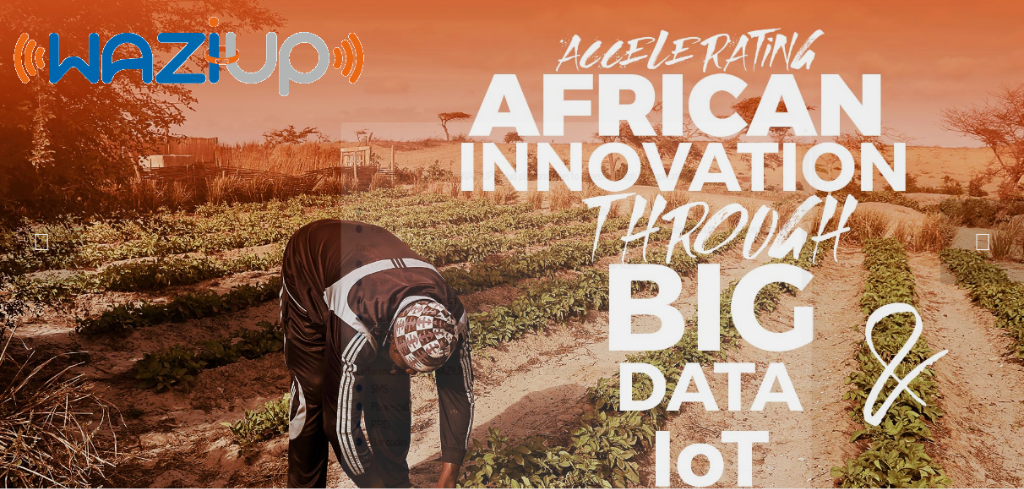 WAZIUP
ACCELERATING
AFRICAN
INNOVATION
THROUGH
BIG
DATA &
IoT